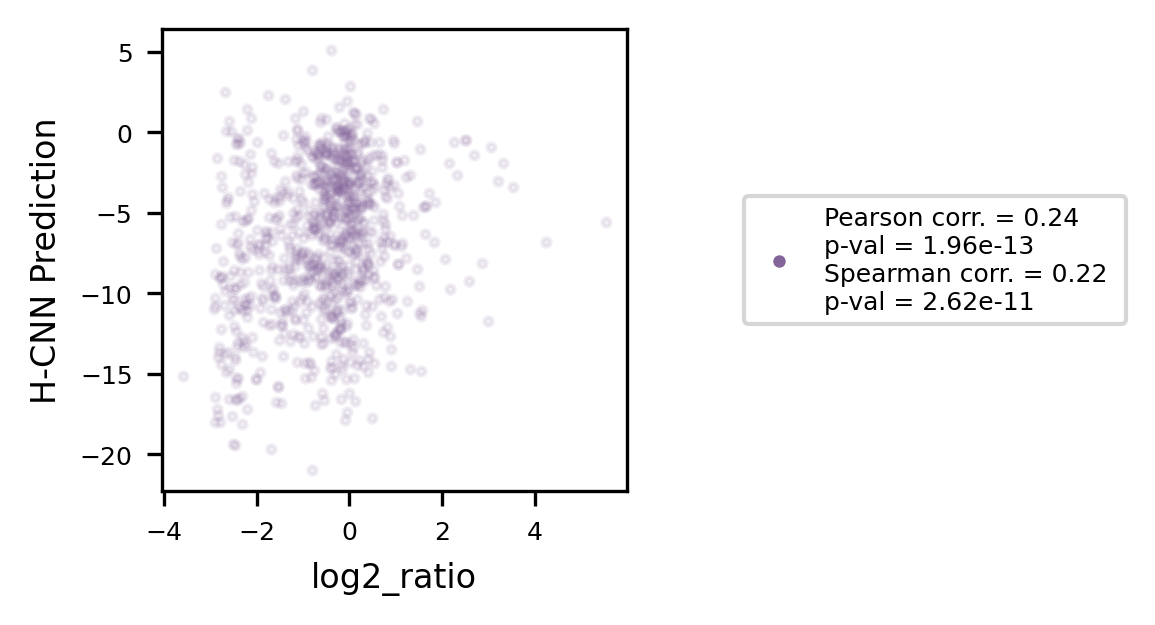 5
0
−5
−10
−15
−20
H-CNN Prediction
−4
−2
0
2
4
log2_ratio
Pearson corr. = 0.24
p-val = 1.96e-13
Spearman corr. = 0.22
p-val = 2.62e-11